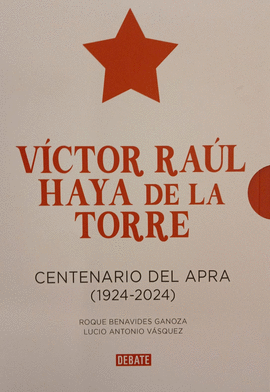 VÍCTOR RAÚL
HAYA DE LA
TORRE
CENTENARIO DEL APRA
(1924-2024)
ROQUE BENAVIDES GANOZA
LUCIO ANTONIO VÁSQUEZ
DEBATE